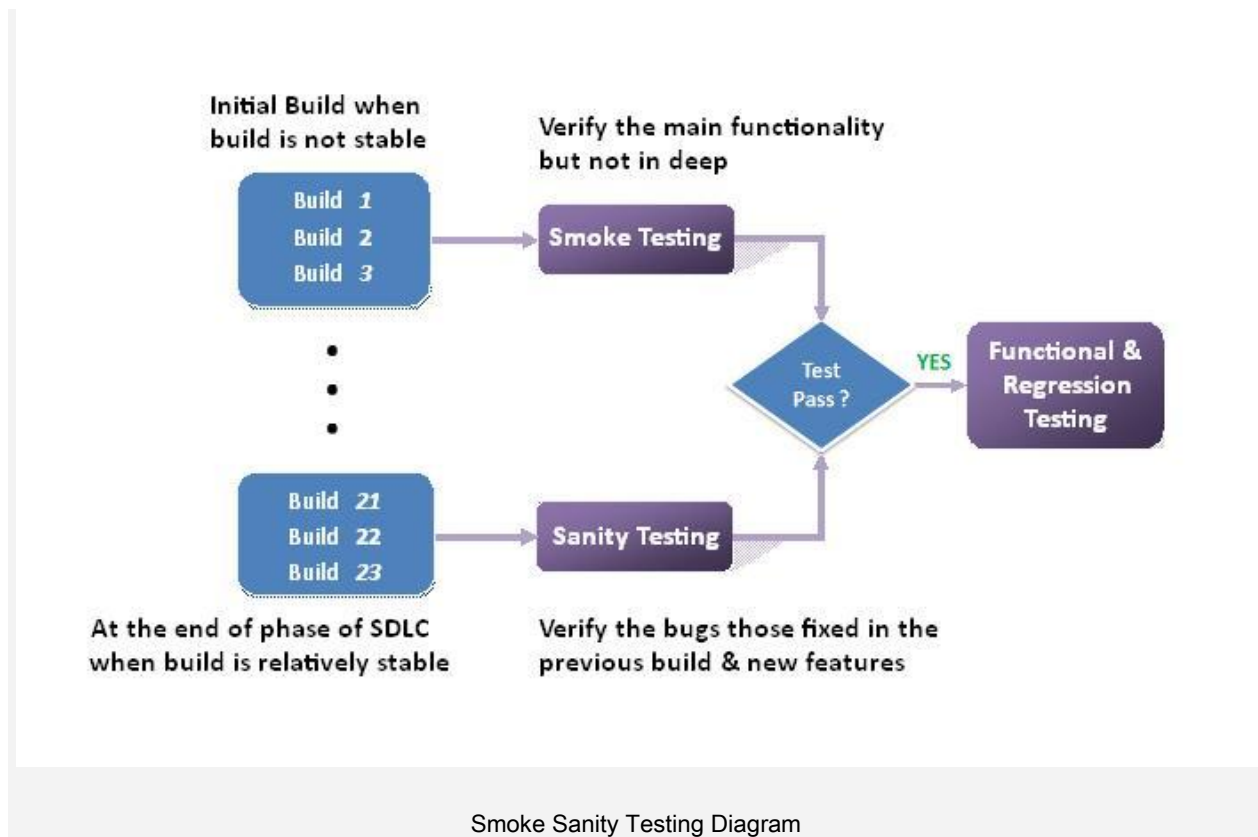 Initial Build when
build is not stable
Build 1
Build 2
Build 3
Verify the main functionality
but not in deep
Smoke Testing
Test
Pass ?
YES
Functional &
Regression
Testing
Build 21
Build 22
Build 23
Sanity Testing
At the end of phase of SDLC
when build is relatively stable
Verify the bugs those fixed in the
previous build & new features
Smoke Sanity Testing Diagram